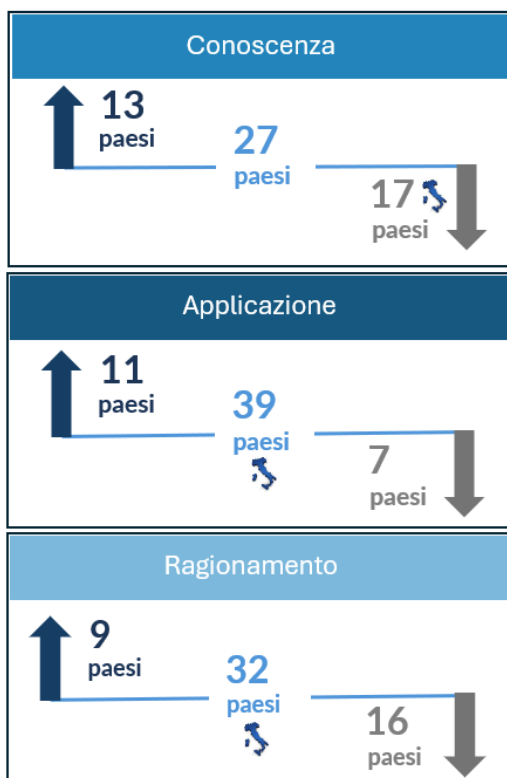 Conoscenza
13
paesi
27
paesi
17
paesi
Applicazione
11
paesi
39
paesi
7
paesi
Ragionamento
9
paesi
32
paesi
16
paesi